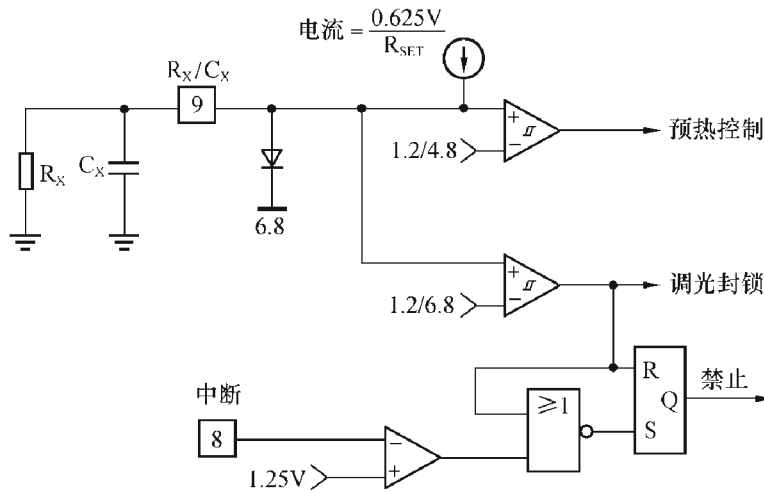 电流 = 0.625V / R_SET
R_X/C_X
9
R_X
C_X
6.8
+
−
1.2/4.8
预热控制
+
−
1.2/6.8
调光封锁
中断
8
1.25V
−
+
≥1
R
Q
S
禁止